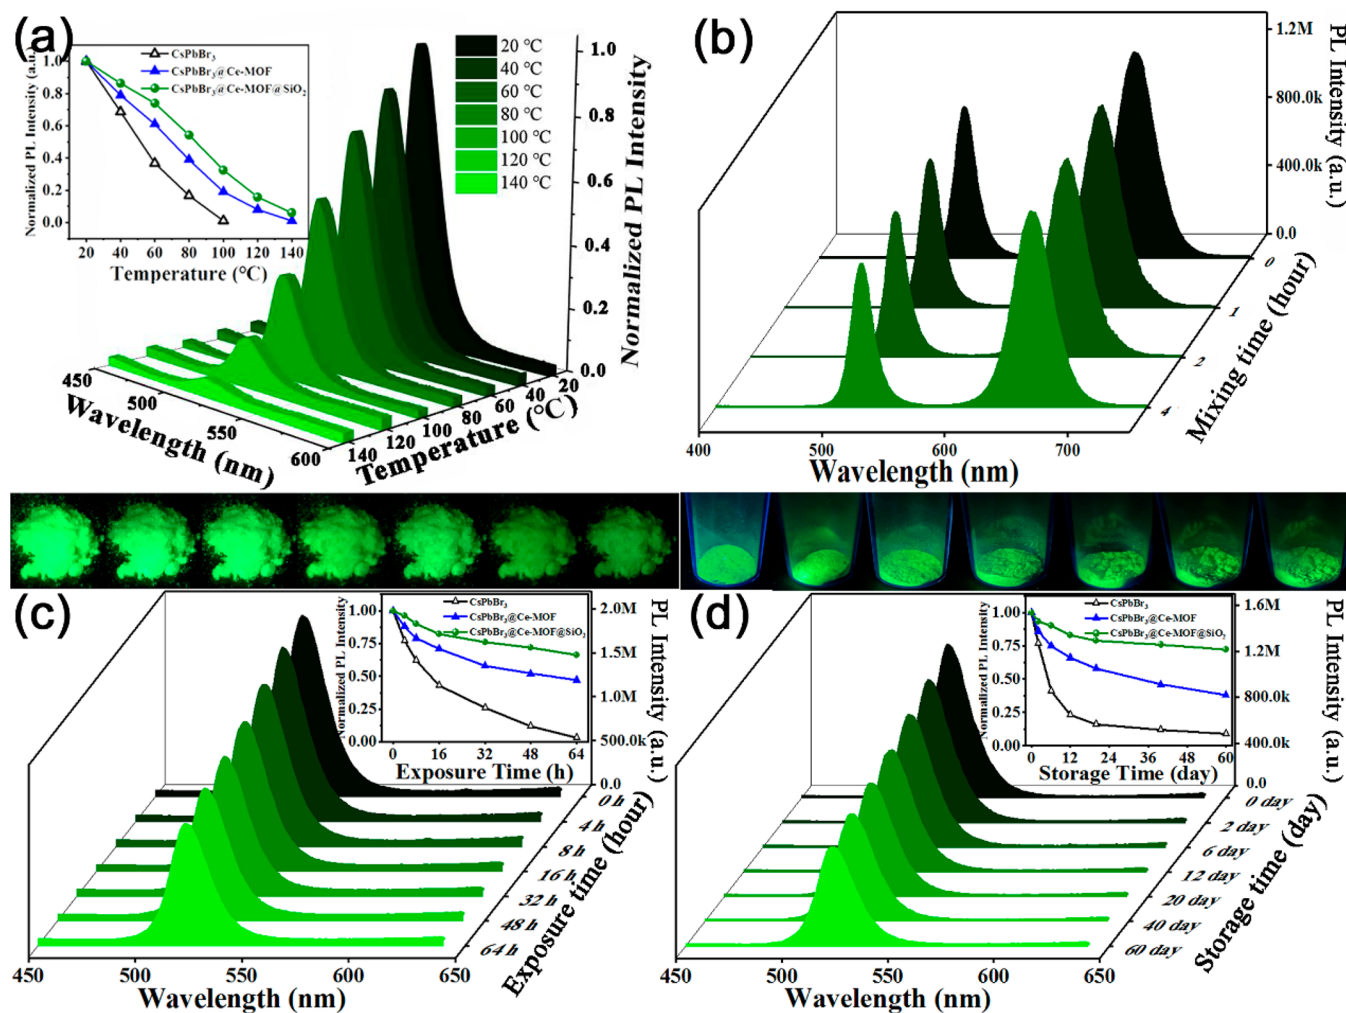 (a)
Normalized PL Intensity (a.u.)
1.0
0.8
0.6
0.4
0.2
0.0
CsPbBr3
CsPbBr3@Ce-MOF
CsPbBr3@Ce-MOF@SiO2
20 40 60 80 100 120 140
Temperature (°C)
20 °C
40 °C
60 °C
80 °C
100 °C
120 °C
140 °C
1.0
0.8
0.6
0.4
0.2
0.0
Normalized PL Intensity
450
500
550
600
Wavelength (nm)
140 120 100 80 60 40 20
Temperature (°C)
(b)
1.2M
800.0k
400.0k
0.0
PL Intensity (a.u.)
0
1
2
4
Mixing time (hour)
400 500 600 700
Wavelength (nm)
(c)
Normalized PL Intensity
1.00
0.75
0.50
0.25
0.00
CsPbBr3
CsPbBr3@Ce-MOF
CsPbBr3@Ce-MOF@SiO2
0 16 32 48 64
Exposure Time (h)
2.0M
1.5M
1.0M
500.0k
0.0
PL Intensity (a.u.)
0 h
4 h
8 h
16 h
32 h
48 h
64 h
Exposure time (hour)
450 500 550 600 650
Wavelength (nm)
(d)
Normalized PL Intensity
1.00
0.75
0.50
0.25
0.00
CsPbBr3
CsPbBr3@Ce-MOF
CsPbBr3@Ce-MOF@SiO2
0 12 24 36 48 60
Storage Time (day)
1.6M
1.2M
800.0k
400.0k
0.0
PL Intensity (a.u.)
0 day
2 day
6 day
12 day
20 day
40 day
60 day
Storage time (day)
450 500 550 600 650
Wavelength (nm)